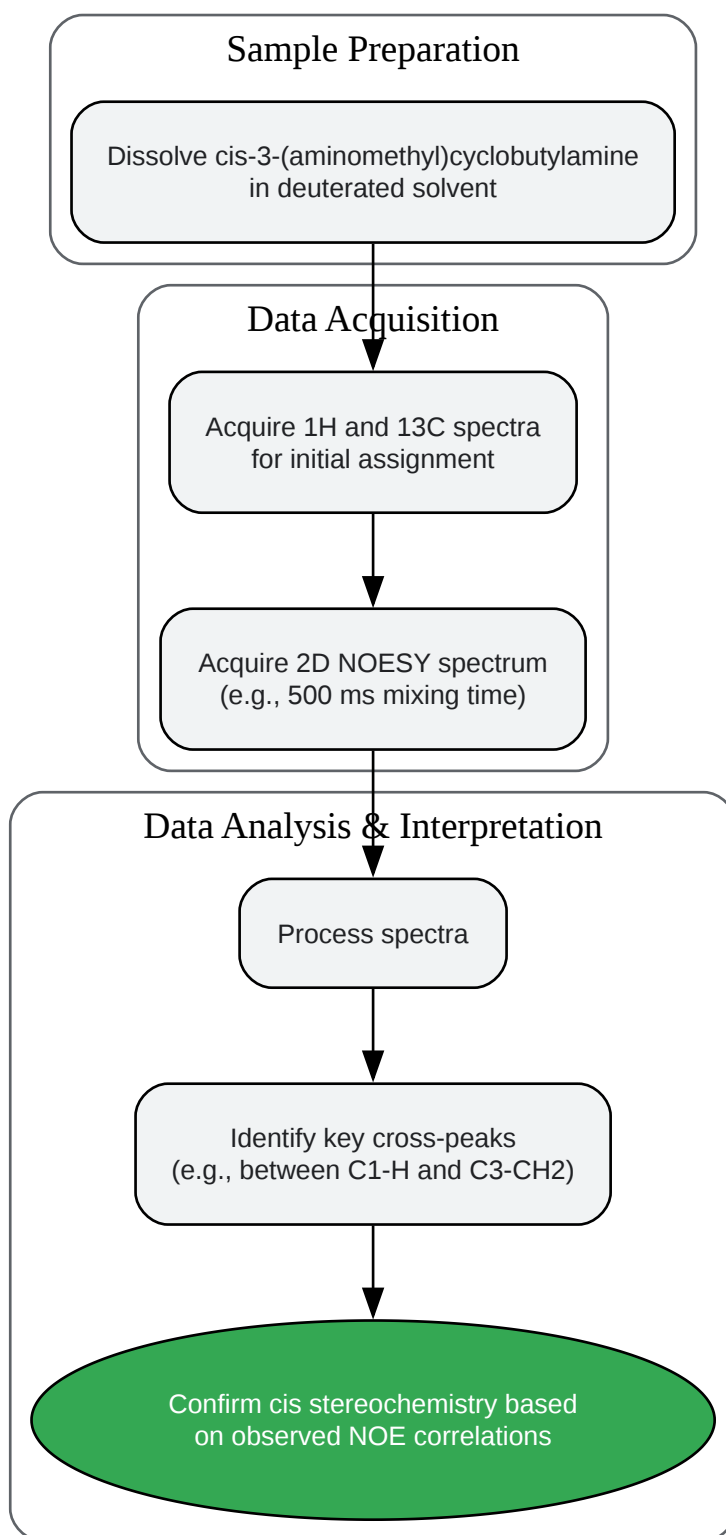 Sample Preparation
Dissolve cis-3-(aminomethyl)cyclobutylamine
in deuterated solvent
Data Acquisition
Acquire 1H and 13C spectra
for initial assignment
Acquire 2D NOESY spectrum
(e.g., 500 ms mixing time)
Data Analysis & Interpretation
Process spectra
Identify key cross-peaks
(e.g., between C1-H and C3-CH2)
Confirm cis stereochemistry based
on observed NOE correlations